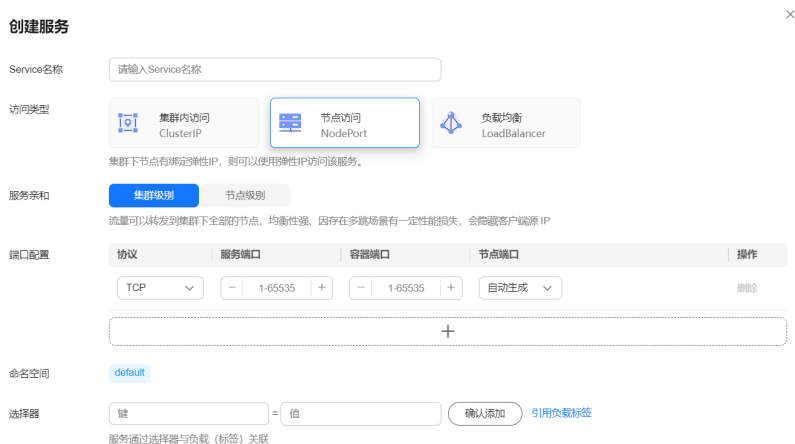 创建服务
Service名称 请输入Service名称
访问类型 集群内访问 ClusterIP 节点访问 NodePort 负载均衡 LoadBalancer
集群下节点有绑定弹性IP，则可以使用弹性IP访问该服务。
服务亲和 集群级别 节点级别
流量可以转发到集群下全部的节点，均衡性强、因存在多跳场景有一定性能损失，会隐藏客户端源 IP
端口配置 协议 服务端口 容器端口 节点端口 操作
TCP − 1-65535 + − 1-65535 + 自动生成 删除
+
命名空间 default
选择器 键 = 值 确认添加 引用负载标签
服务通过选择器与负载（标签）关联